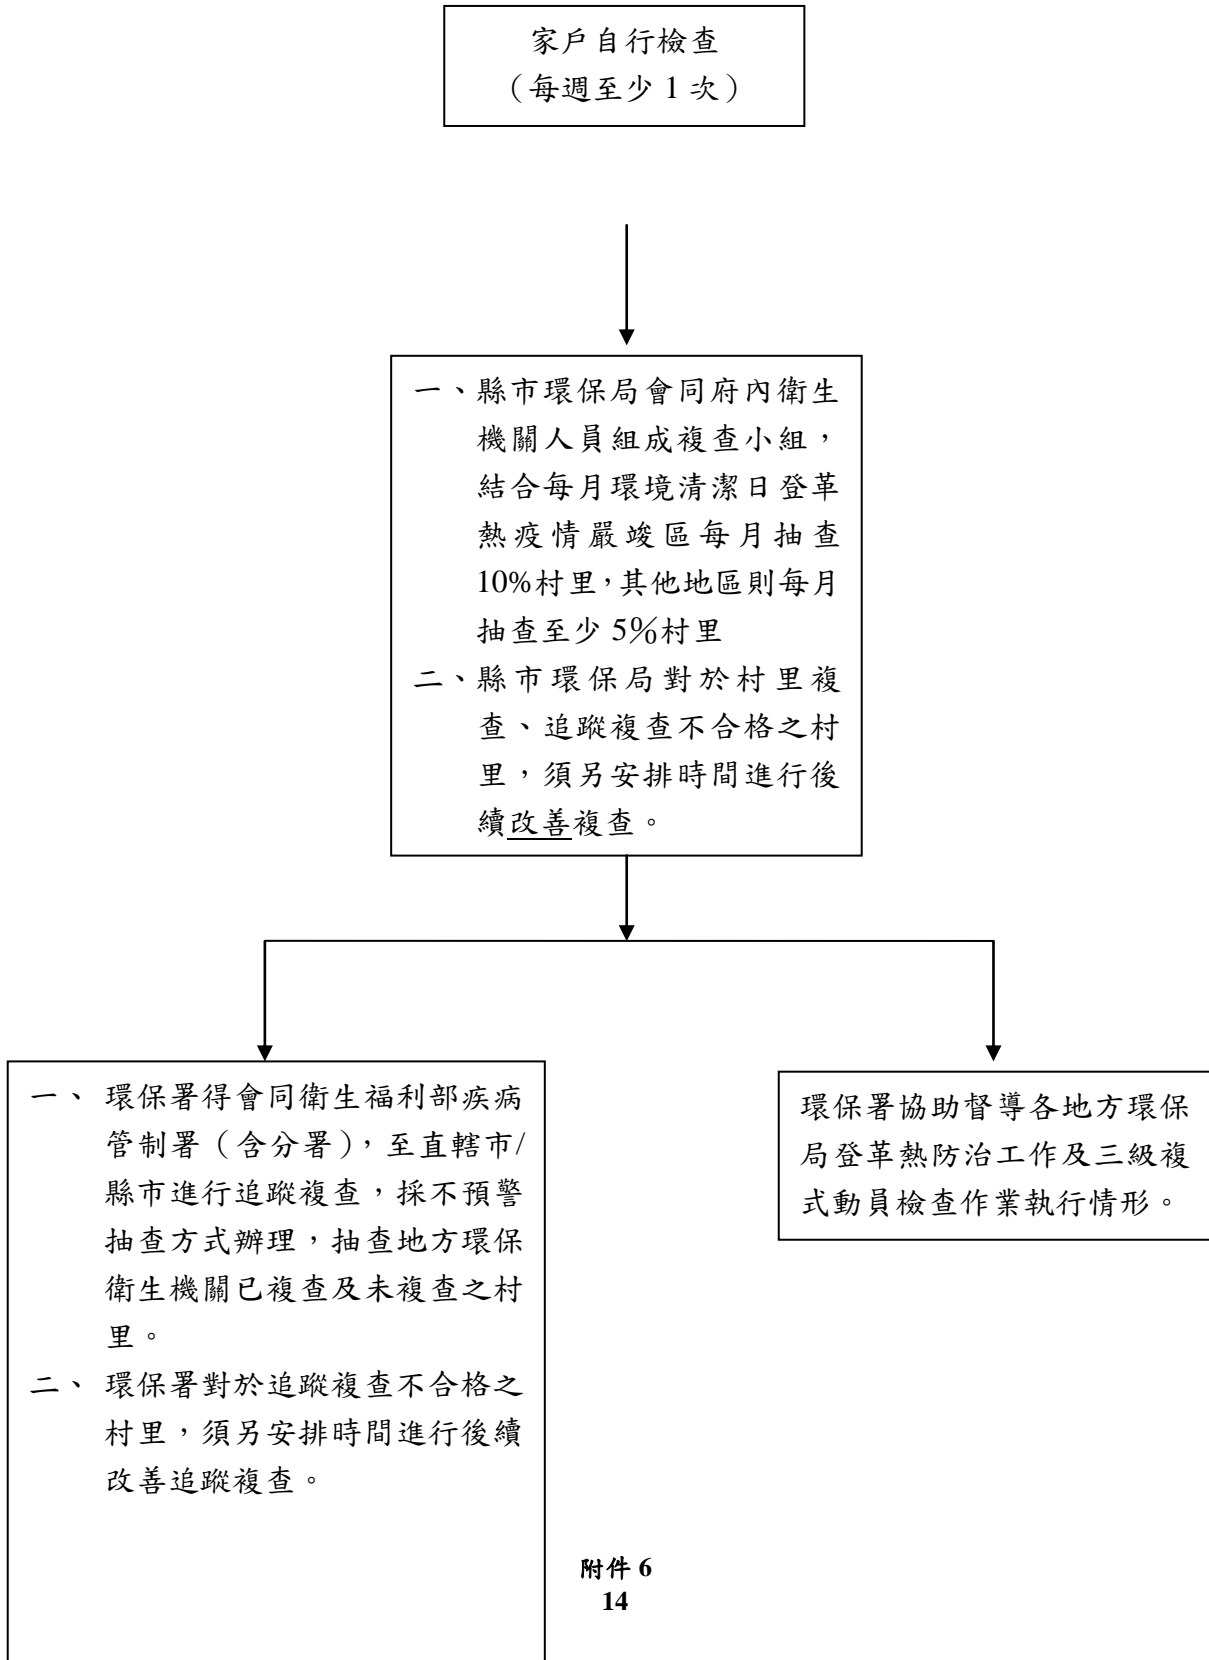 家戶自行檢查
（每週至少 1 次）
一、縣市環保局會同府內衛生
機關人員組成複查小組，
結合每月環境清潔日登革
熱疫情嚴竣區每月抽查
10%村里，其他地區則每月
抽查至少 5%村里
二、縣市環保局對於村里複
查、追蹤複查不合格之村
里，須另安排時間進行後
續改善複查。
一、 環保署得會同衛生福利部疾病
管制署（含分署），至直轄市/
縣市進行追蹤複查，採不預警
抽查方式辦理，抽查地方環保
衛生機關已複查及未複查之村
里。
二、 環保署對於追蹤複查不合格之
村里，須另安排時間進行後續
改善追蹤複查。
環保署協助督導各地方環保
局登革熱防治工作及三級複
式動員檢查作業執行情形。
附件 6
14